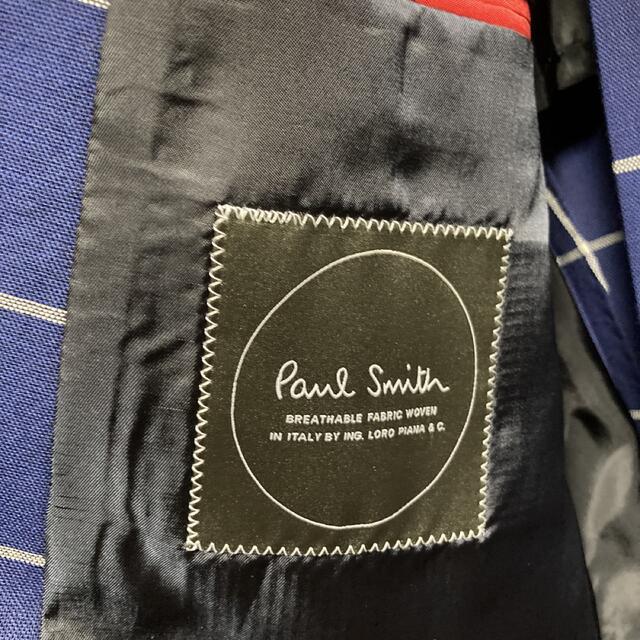 Paul Smith
BREATHABLE FABRIC WOVEN
IN ITALY BY ING. LORO PIANA & C.